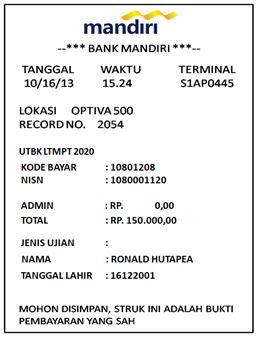 mandiri
--*** BANK MANDIRI ***--
TANGGAL WAKTU TERMINAL
10/16/13 15.24 S1AP0445
LOKASI OPTIVA 500
RECORD NO. 2054
UTBK LTMPT 2020
KODE BAYAR : 10801208
NISN : 1080001120
ADMIN : RP. 0,00
TOTAL : RP. 150.000,00
JENIS UJIAN :
NAMA : RONALD HUTAPEA
TANGGAL LAHIR : 16122001
MOHON DISIMPAN, STRUK INI ADALAH BUKTI
PEMBAYARAN YANG SAH